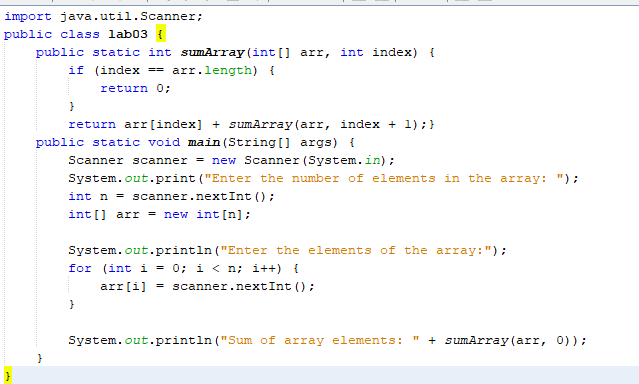 import java.util.Scanner;
public class lab03 {
    public static int sumArray(int[] arr, int index) {
        if (index == arr.length) {
            return 0;
        }
        return arr[index] + sumArray(arr, index + 1);}
    public static void main(String[] args) {
        Scanner scanner = new Scanner(System.in);
        System.out.print("Enter the number of elements in the array: ");
        int n = scanner.nextInt();
        int[] arr = new int[n];

        System.out.println("Enter the elements of the array:");
        for (int i = 0; i < n; i++) {
            arr[i] = scanner.nextInt();
        }

        System.out.println("Sum of array elements: " + sumArray(arr, 0));
    }
}